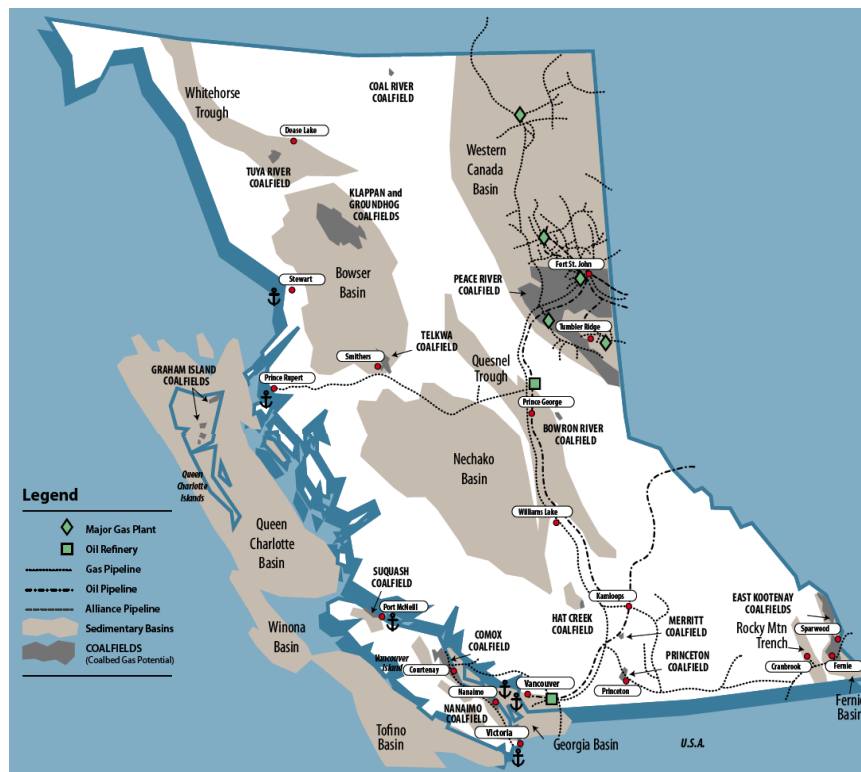 Whitehorse
Trough
COAL RIVER
COALFIELD
Dease Lake
TUYA RIVER
COALFIELD
Western
Canada
Basin
KLAPPAN and
GROUNDHOG
COALFIELDS
Stewart
Bowser
Basin
PEACE RIVER
COALFIELD
Fort St. John
Tumbler Ridge
TELKWA
COALFIELD
Smithers
Quesnel
Trough
GRAHAM ISLAND
COALFIELDS
Prince Rupert
Prince George
BOWRON RIVER
COALFIELD
Nechako
Basin
Queen
Charlotte
Islands
Williams Lake
Queen
Charlotte
Basin
Legend
Major Gas Plant
Oil Refinery
Gas Pipeline
Oil Pipeline
Alliance Pipeline
Sedimentary Basins
COALFIELDS
(Coalbed Gas Potential)
SUQUASH
COALFIELD
Port McNeill
Winona
Basin
Kamloops
HAT CREEK
COALFIELD
MERRITT
COALFIELD
PRINCETON
COALFIELD
Princeton
EAST KOOTENAY
COALFIELDS
Sparwood
Rocky Mtn
Trench
Cranbrook
Fernie
Fernie
Basin
COMOX
COALFIELD
Vancouver
Island
Courtenay
Nanaimo
Vancouver
NANAIMO
COALFIELD
Victoria
Georgia Basin
Tofino
Basin
U.S.A.